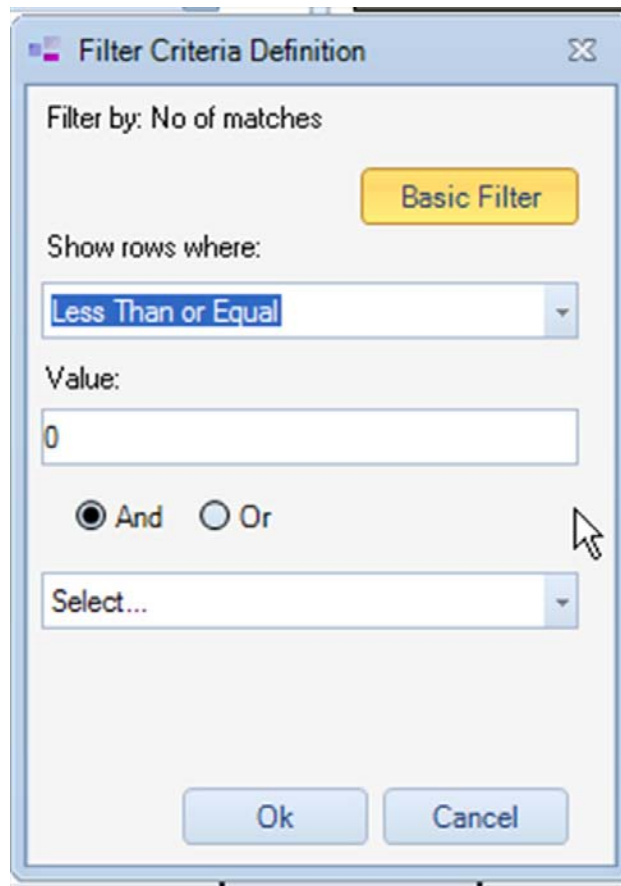 Filter Criteria Definition
Filter by: No of matches
Basic Filter
Show rows where:
Less Than or Equal
Value:
0
And Or
Select...
Ok Cancel